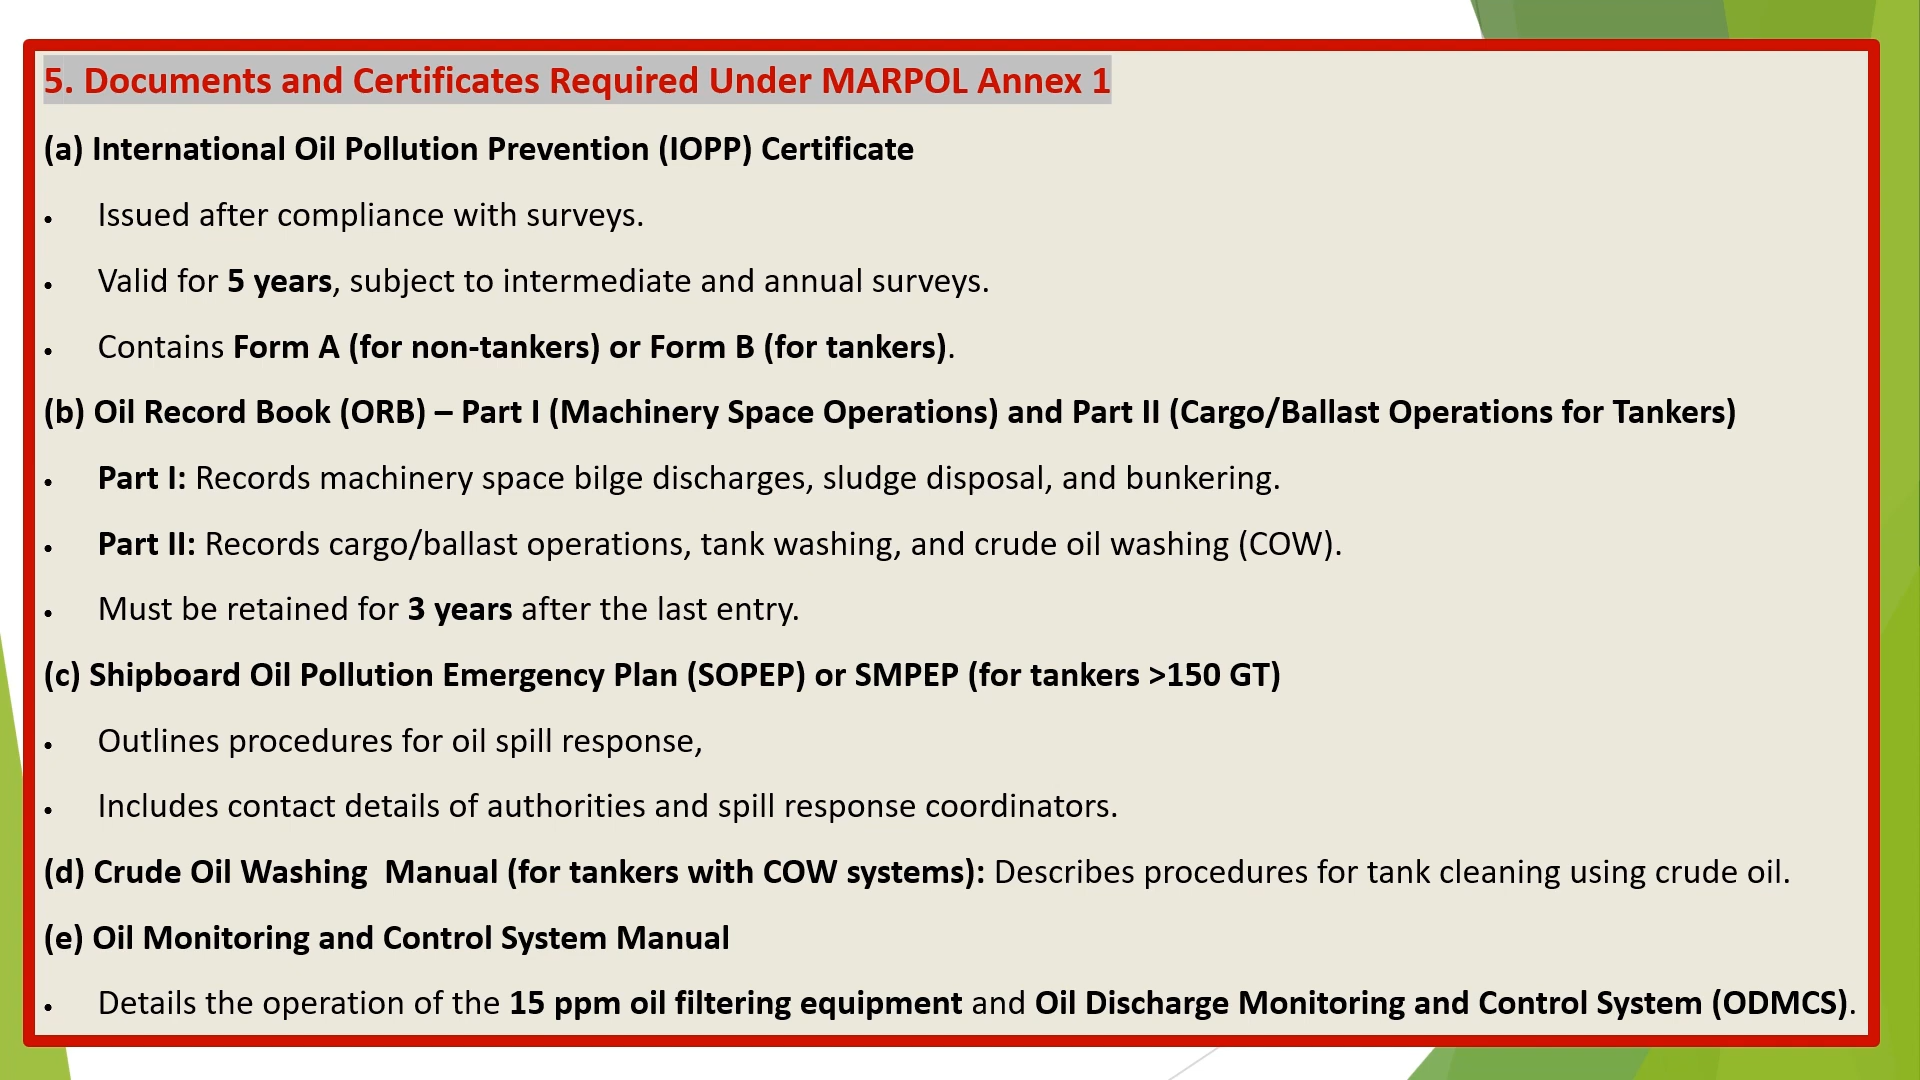 5. Documents and Certificates Required Under MARPOL Annex 1
(a) International Oil Pollution Prevention (IOPP) Certificate
• Issued after compliance with surveys.
• Valid for 5 years, subject to intermediate and annual surveys.
• Contains Form A (for non-tankers) or Form B (for tankers).
(b) Oil Record Book (ORB) – Part I (Machinery Space Operations) and Part II (Cargo/Ballast Operations for Tankers)
• Part I: Records machinery space bilge discharges, sludge disposal, and bunkering.
• Part II: Records cargo/ballast operations, tank washing, and crude oil washing (COW).
• Must be retained for 3 years after the last entry.
(c) Shipboard Oil Pollution Emergency Plan (SOPEP) or SMPEP (for tankers >150 GT)
• Outlines procedures for oil spill response,
• Includes contact details of authorities and spill response coordinators.
(d) Crude Oil Washing  Manual (for tankers with COW systems): Describes procedures for tank cleaning using crude oil.
(e) Oil Monitoring and Control System Manual
• Details the operation of the 15 ppm oil filtering equipment and Oil Discharge Monitoring and Control System (ODMCS).